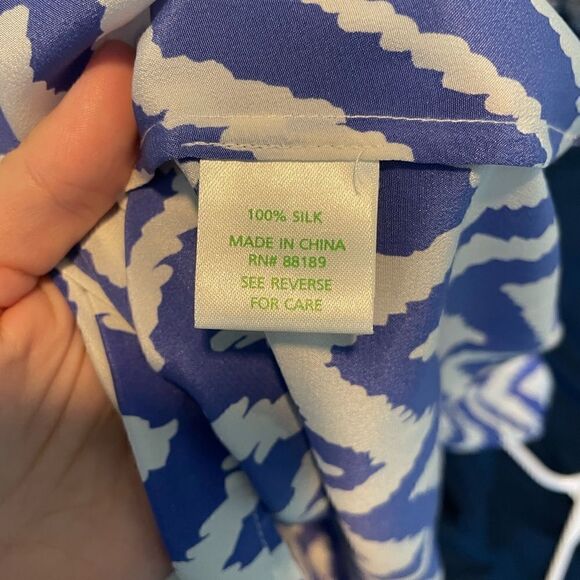 100% SILK
MADE IN CHINA
RN# 88189
SEE REVERSE
FOR CARE